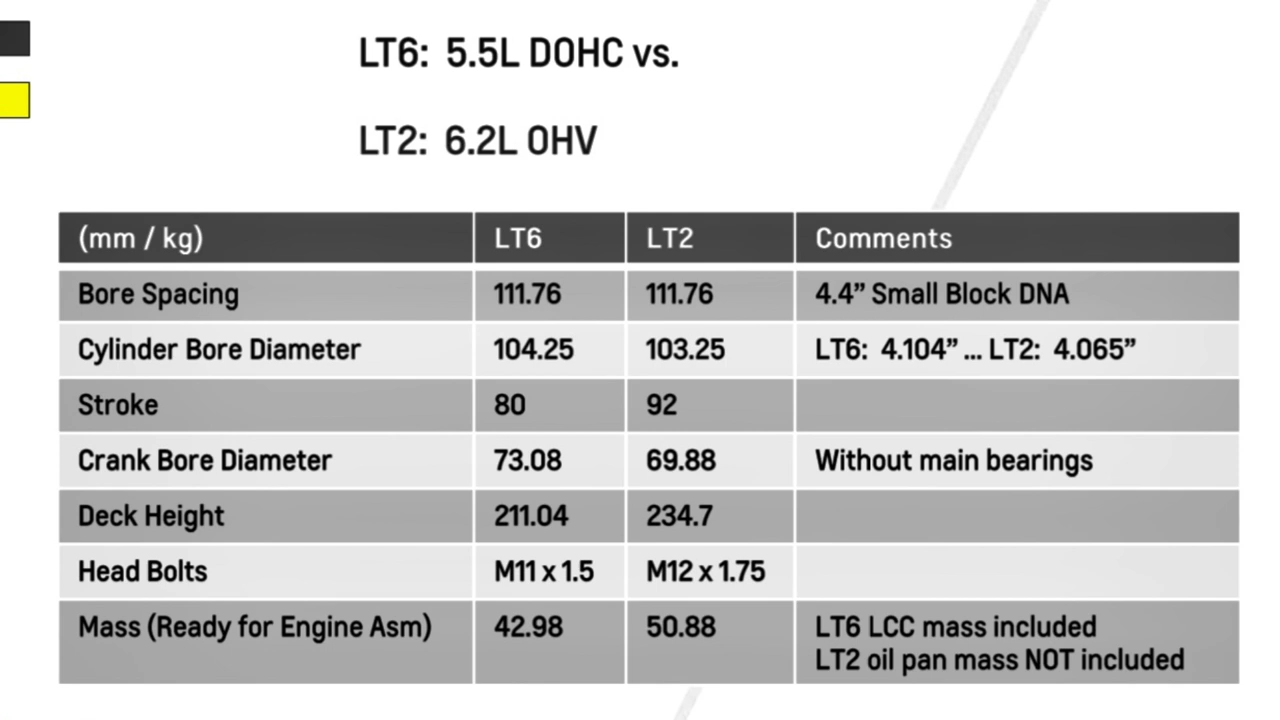 LT6: 5.5L DOHC vs.
LT2: 6.2L OHV
(mm / kg) LT6 LT2 Comments
Bore Spacing 111.76 111.76 4.4” Small Block DNA
Cylinder Bore Diameter 104.25 103.25 LT6: 4.104” ... LT2: 4.065”
Stroke 80 92
Crank Bore Diameter 73.08 69.88 Without main bearings
Deck Height 211.04 234.7
Head Bolts M11 x 1.5 M12 x 1.75
Mass (Ready for Engine Asm) 42.98 50.88 LT6 LCC mass included
LT2 oil pan mass NOT included